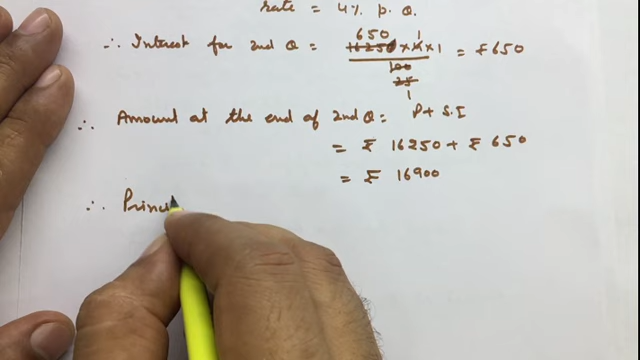 rate = 4% p.Q.
∴ Interest for 2nd Q = 16250 × 4 × 1 / 100 = ₹650
650 1
25
1
∴ Amount at the end of 2nd Q = P + S.I
= ₹ 16250 + ₹ 650
= ₹ 16900
∴ Princi